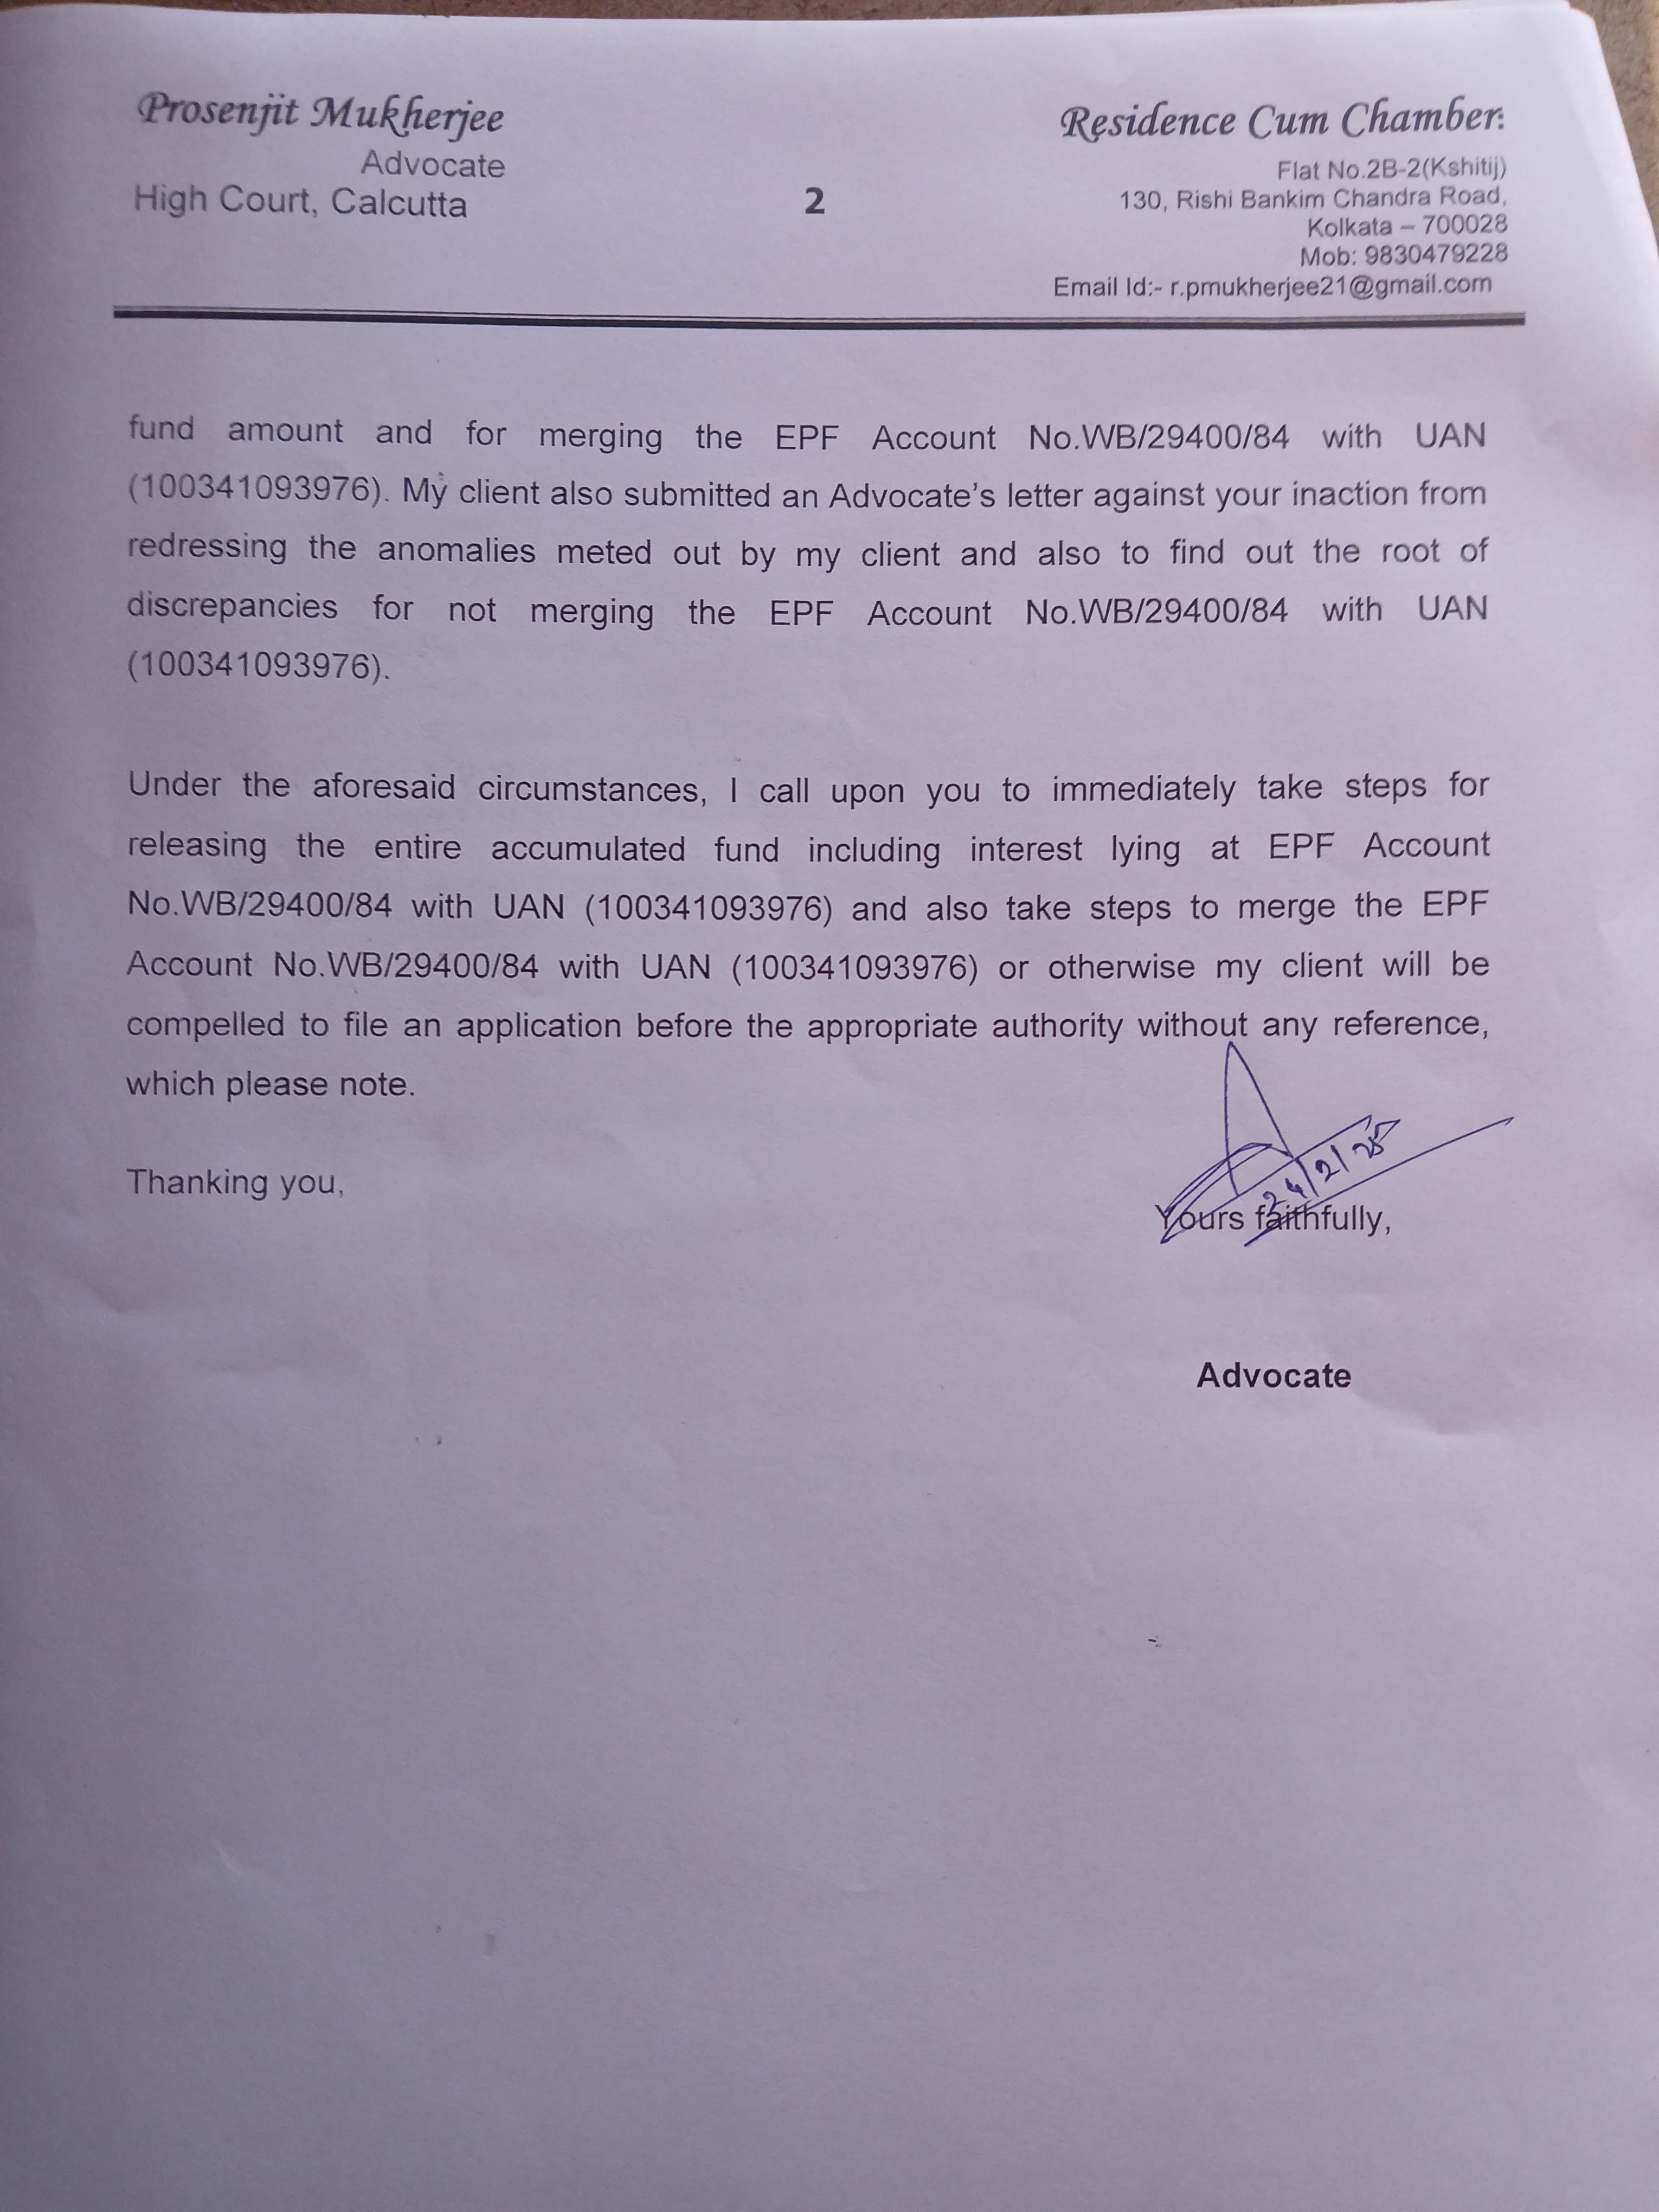 Prosenjit Mukherjee
Advocate
High Court, Calcutta
2
Residence Cum Chamber:
Flat No.2B-2(Kshitij)
130, Rishi Bankim Chandra Road,
Kolkata – 700028
Mob: 9830479228
Email Id:- r.pmukherjee21@gmail.com
fund amount and for merging the EPF Account No.WB/29400/84 with UAN
(100341093976). My client also submitted an Advocate's letter against your inaction from
redressing the anomalies meted out by my client and also to find out the root of
discrepancies for not merging the EPF Account No.WB/29400/84 with UAN
(100341093976).
Under the aforesaid circumstances, I call upon you to immediately take steps for
releasing the entire accumulated fund including interest lying at EPF Account
No.WB/29400/84 with UAN (100341093976) and also take steps to merge the EPF
Account No.WB/29400/84 with UAN (100341093976) or otherwise my client will be
compelled to file an application before the appropriate authority without any reference,
which please note.
Thanking you,
24/2/25
Yours faithfully,
Advocate